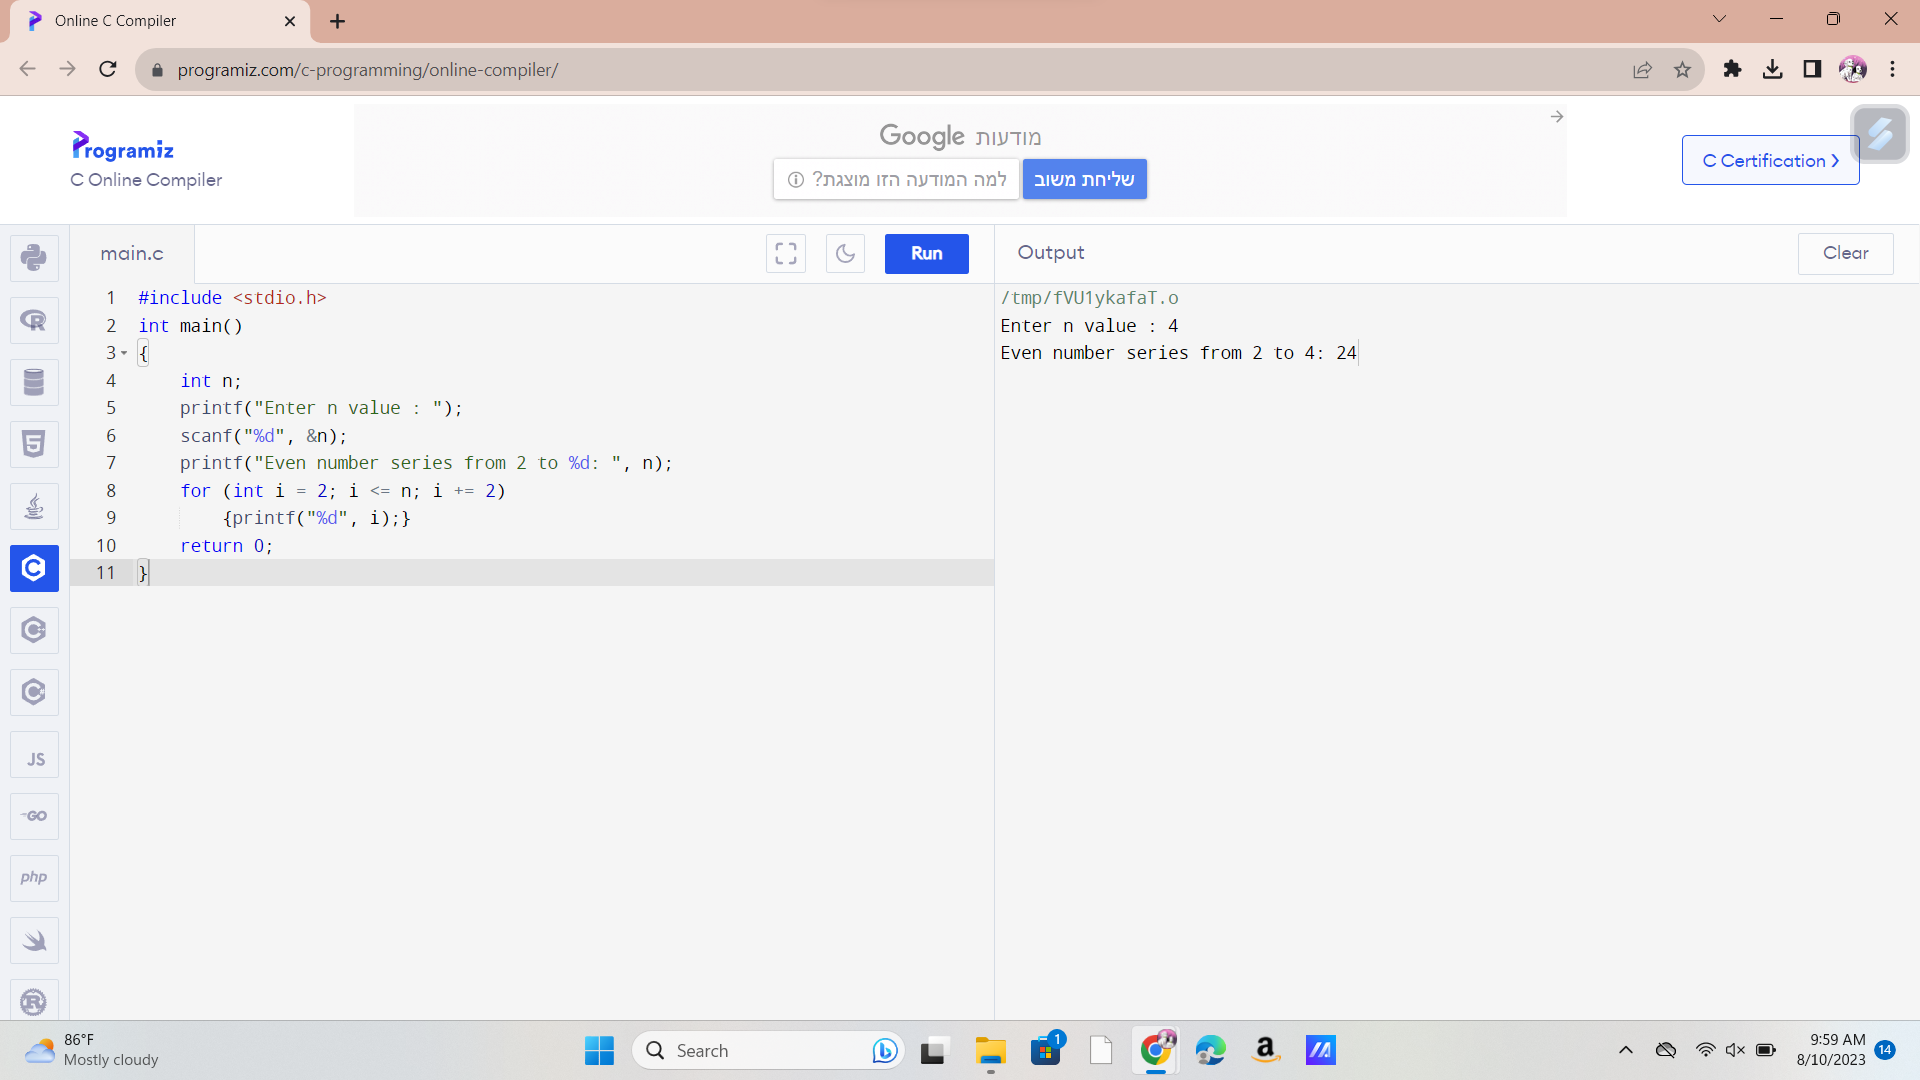 Online C Compiler
programiz.com/c-programming/online-compiler/
Programiz
C Online Compiler
מודעות Google
שליחת משוב
למה המודעה הזו מוצגת?
C Certification
main.c
Run
Output
Clear
1 #include <stdio.h>
2 int main()
3 {
4 int n;
5 printf("Enter n value : ");
6 scanf("%d", &n);
7 printf("Even number series from 2 to %d: ", n);
8 for (int i = 2; i <= n; i += 2)
9 {printf("%d", i);}
10 return 0;
11 }
/tmp/fVU1ykafaT.o
Enter n value : 4
Even number series from 2 to 4: 24
R
5
C
C
C
JS
GO
php
R
86°F
Mostly cloudy
Search
1
a
9:59 AM
8/10/2023
14